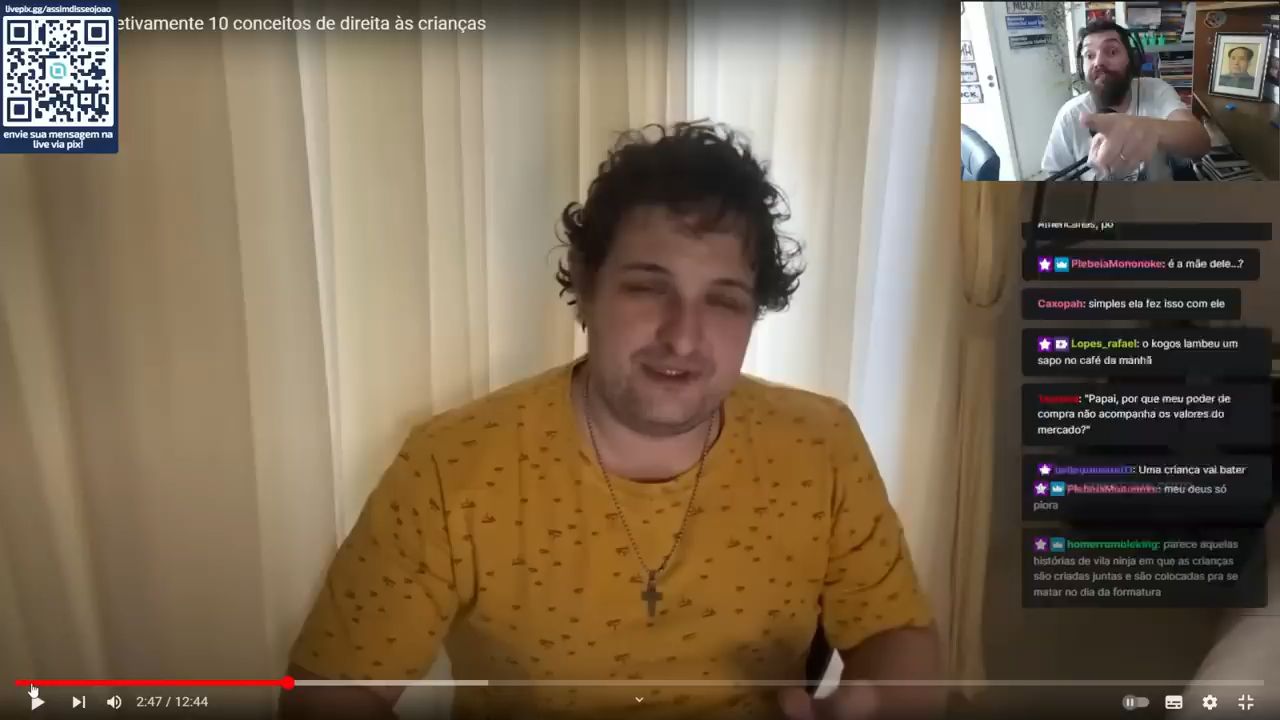 livepix.gg/assimdisseojoao
etivamente 10 conceitos de direita às crianças
envie sua mensagem na
live via pix!
PlebeiaMononoke: é a mãe dele...?
Caxopah: simples ela fez isso com ele
Lopes_rafael: o kogos lambeu um
sapo no café da manhã
: "Papai, por que meu poder de
compra não acompanha os valores do
mercado?"
: Uma criança vai bater
PlebeiaMononoke: meu deus só
piora
homerrumbleking: parece aquelas
histórias de vila ninja em que as crianças
são criadas juntas e são colocadas pra se
matar no dia da formatura
2:47 / 12:44